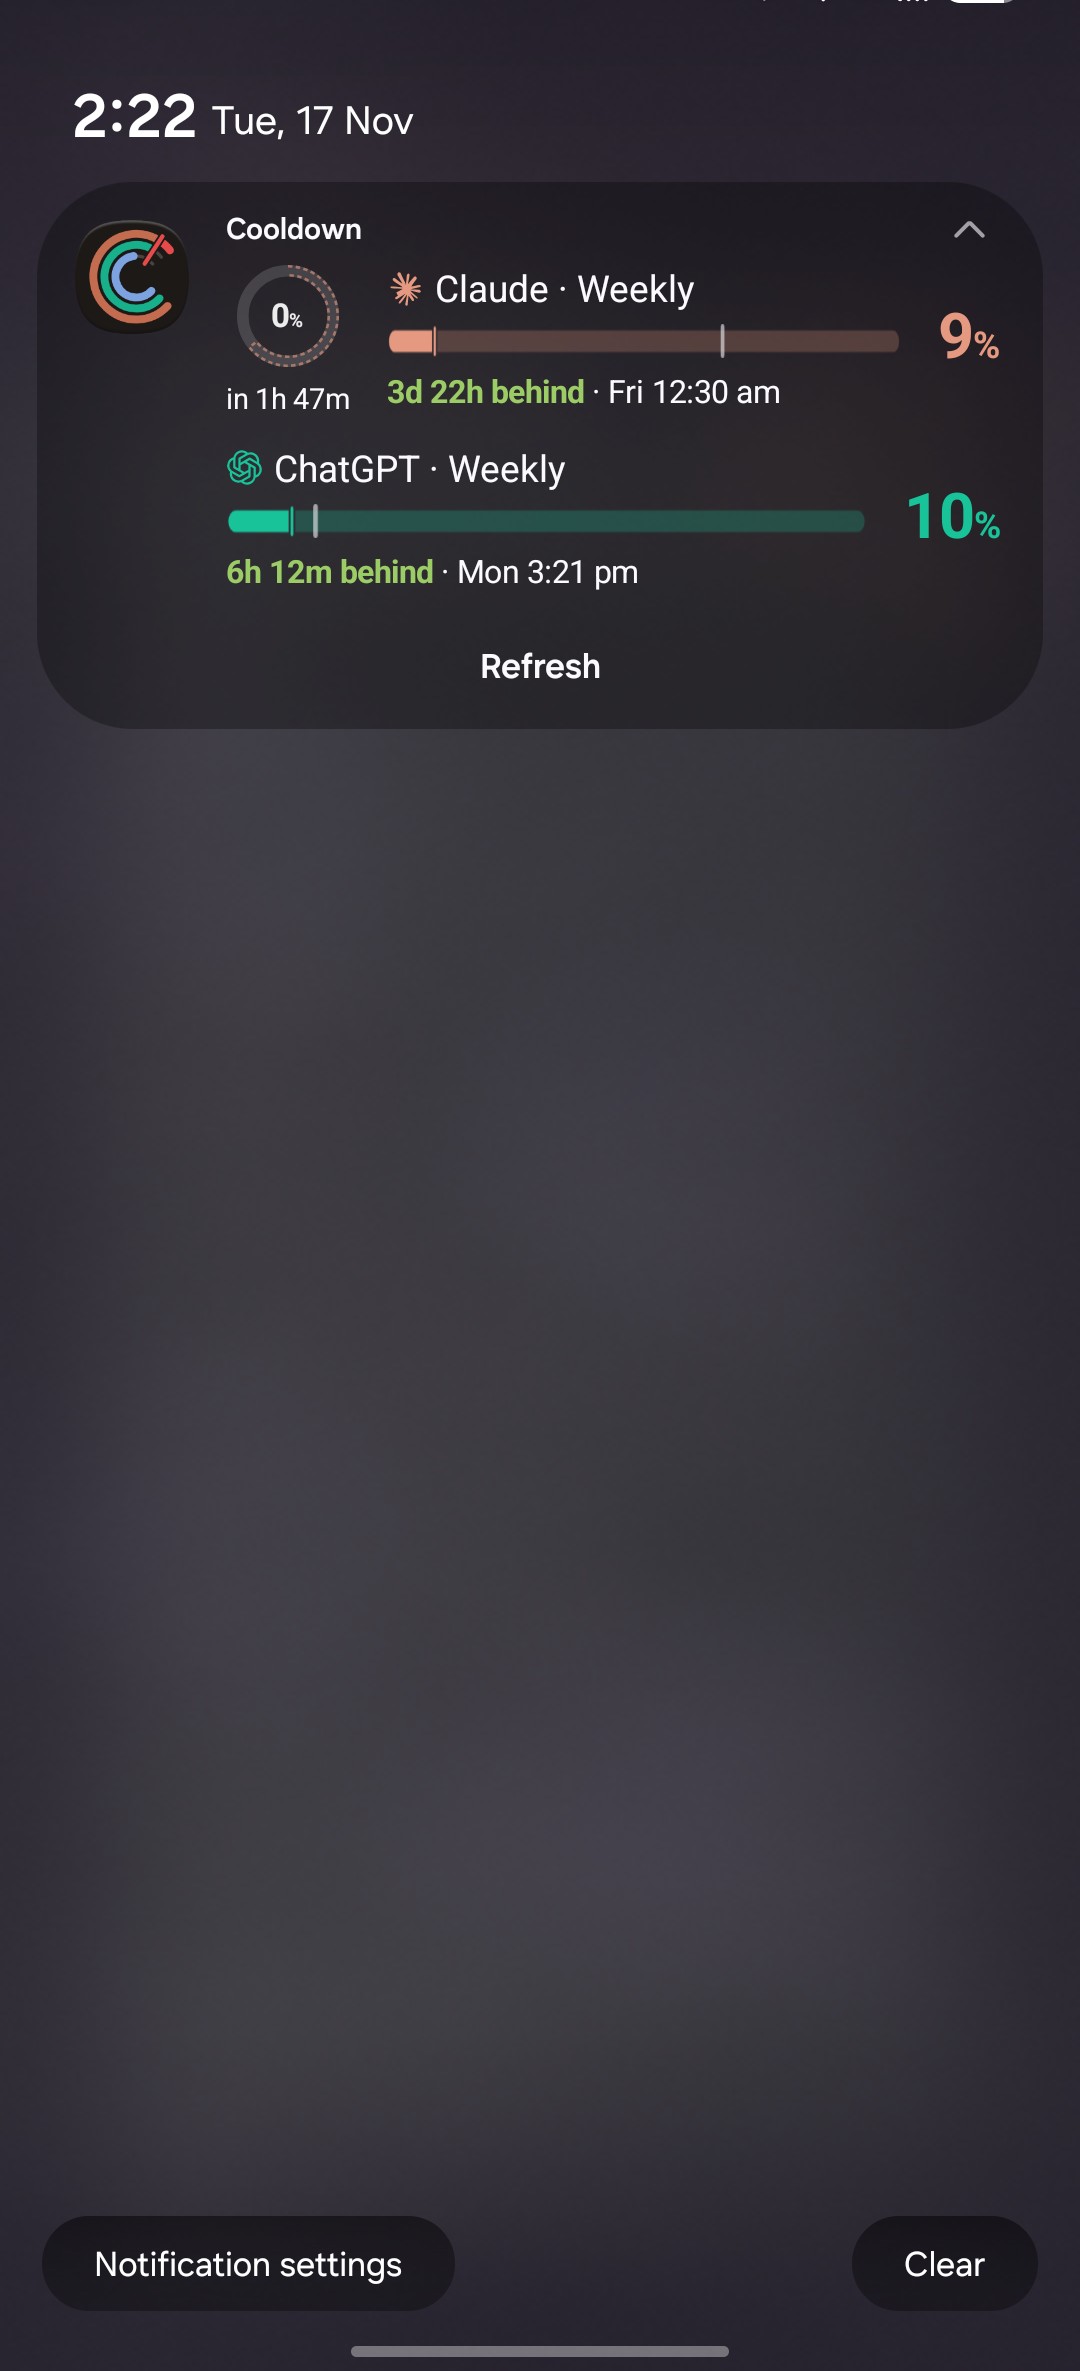 2:22 Tue, 17 Nov
Cooldown
0%
in 1h 47m
Claude · Weekly
9%
3d 22h behind · Fri 12:30 am
ChatGPT · Weekly
10%
6h 12m behind · Mon 3:21 pm
Refresh
Notification settings
Clear